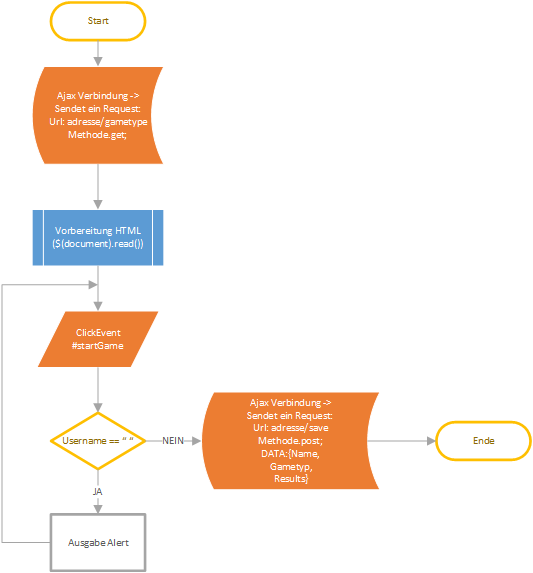 Start
Ajax Verbindung ->
Sendet ein Request:
Url: adresse/gametype
Methode.get;
Vorbereitung HTML
($(document).read())
ClickEvent
#startGame
Username == “ “
NEIN
Ajax Verbindung ->
Sendet ein Request:
Url: adresse/save
Methode.post;
DATA:{Name,
Gametyp,
Results}
Ende
JA
Ausgabe Alert